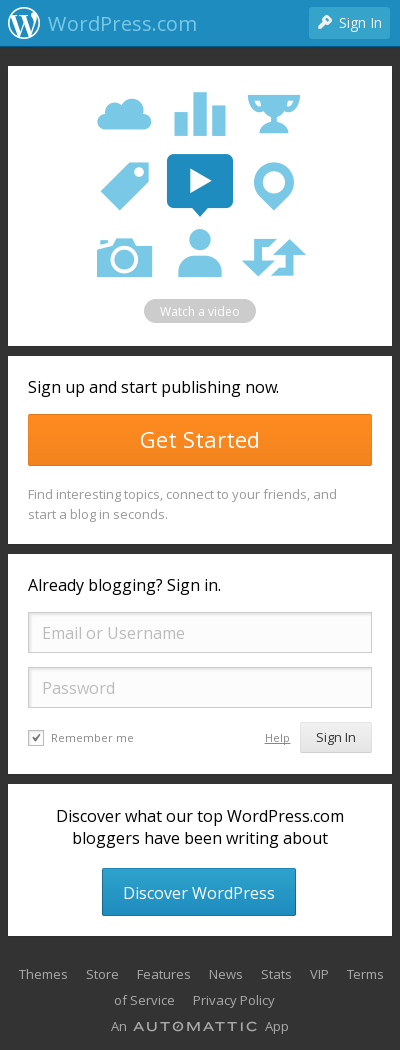 WordPress.com
Sign In
Watch a video
Sign up and start publishing now.
Get Started
Find interesting topics, connect to your friends, and
start a blog in seconds.
Already blogging? Sign in.
Email or Username
Password
Remember me
Help
Sign In
Discover what our top WordPress.com
bloggers have been writing about
Discover WordPress
Themes Store Features News Stats VIP Terms
of Service Privacy Policy
An AUTOMATTIC App